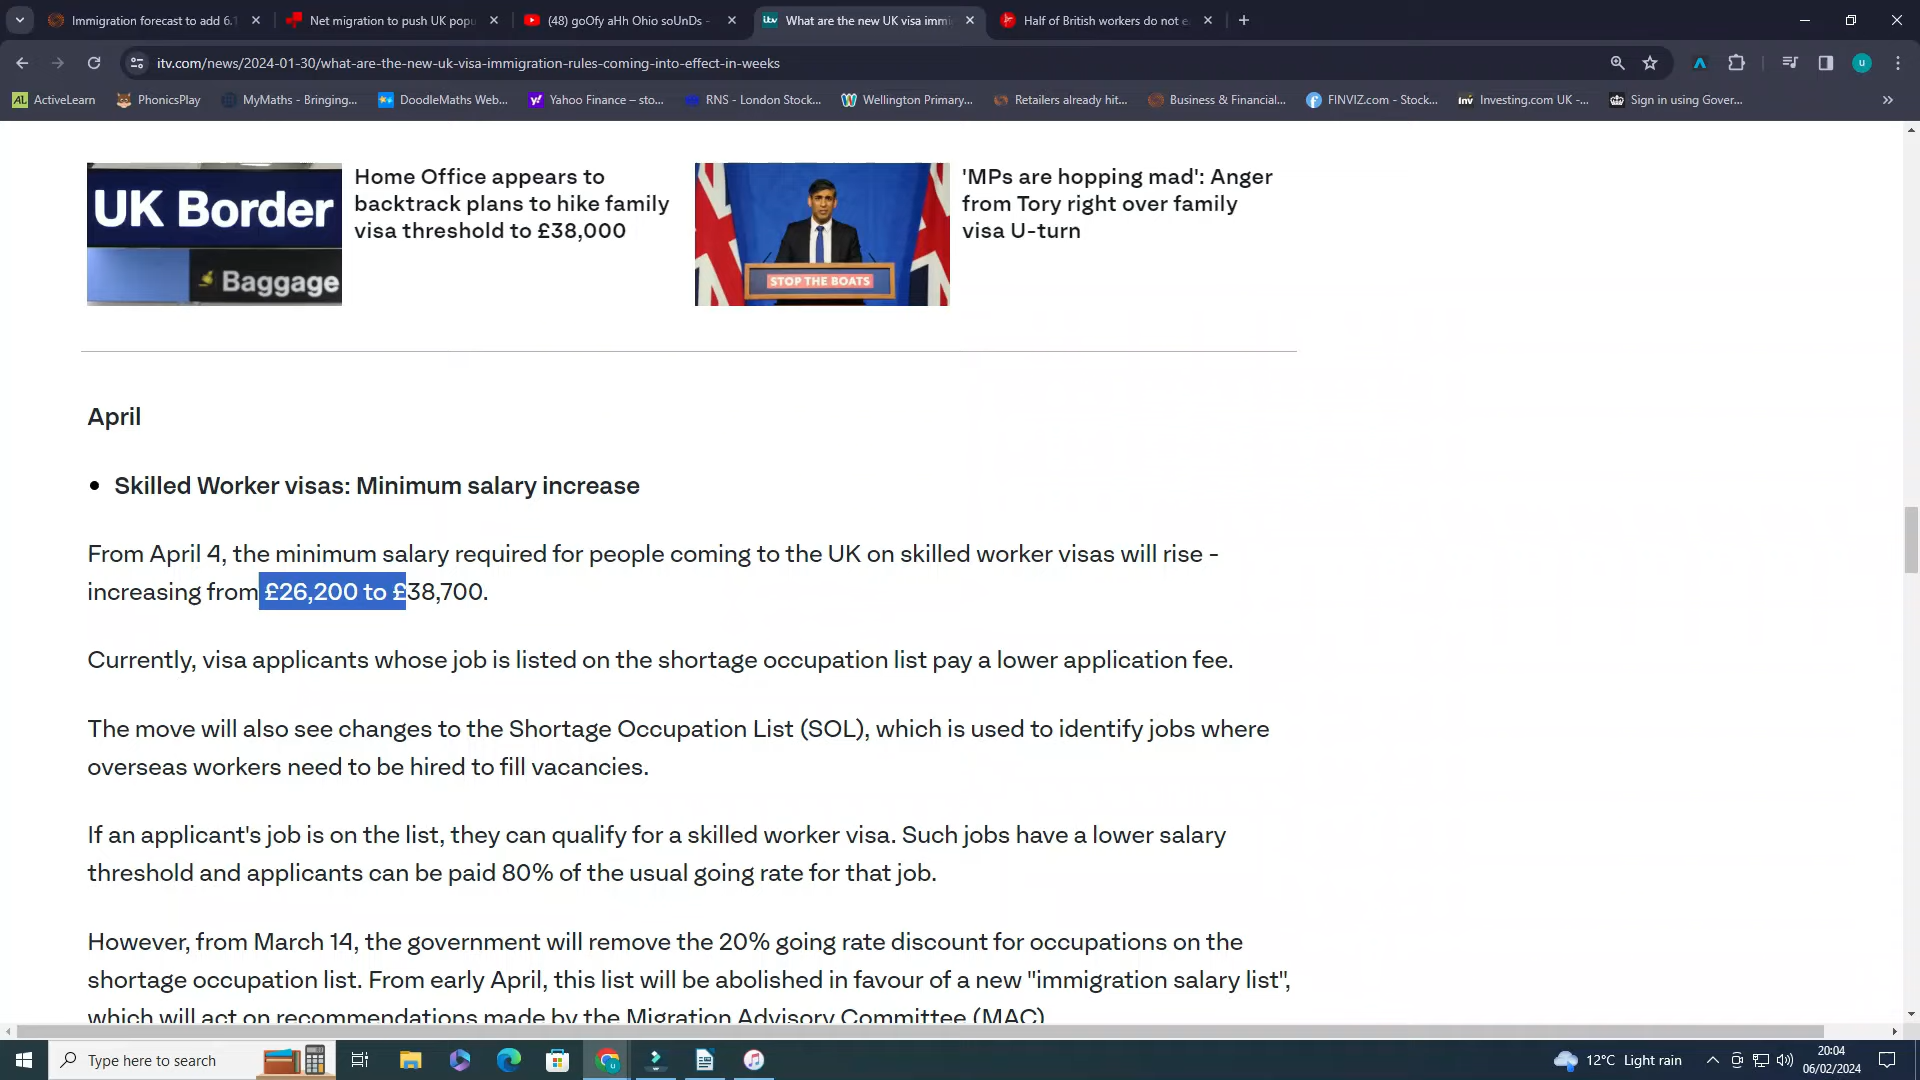 Immigration forecast to add 6.
Net migration to push UK popu
(48) goOfy aHh Ohio soUnDs -
What are the new UK visa immi
Half of British workers do not e
itv.com/news/2024-01-30/what-are-the-new-uk-visa-immigration-rules-coming-into-effect-in-weeks
u
ActiveLearn
PhonicsPlay
MyMaths - Bringing...
DoodleMaths Web...
Yahoo Finance – sto...
RNS - London Stock...
Wellington Primary...
Retailers already hit...
Business & Financial...
FINVIZ.com - Stock...
Investing.com UK -...
Sign in using Gover...
UK Border
Baggage
Home Office appears to
backtrack plans to hike family
visa threshold to £38,000
STOP THE BOATS
'MPs are hopping mad': Anger
from Tory right over family
visa U-turn
April
• Skilled Worker visas: Minimum salary increase
From April 4, the minimum salary required for people coming to the UK on skilled worker visas will rise -
increasing from £26,200 to £38,700.
Currently, visa applicants whose job is listed on the shortage occupation list pay a lower application fee.
The move will also see changes to the Shortage Occupation List (SOL), which is used to identify jobs where
overseas workers need to be hired to fill vacancies.
If an applicant's job is on the list, they can qualify for a skilled worker visa. Such jobs have a lower salary
threshold and applicants can be paid 80% of the usual going rate for that job.
However, from March 14, the government will remove the 20% going rate discount for occupations on the
shortage occupation list. From early April, this list will be abolished in favour of a new "immigration salary list",
which will act on recommendations made by the Migration Advisory Committee (MAC)
Type here to search
12°C Light rain
20:04
06/02/2024